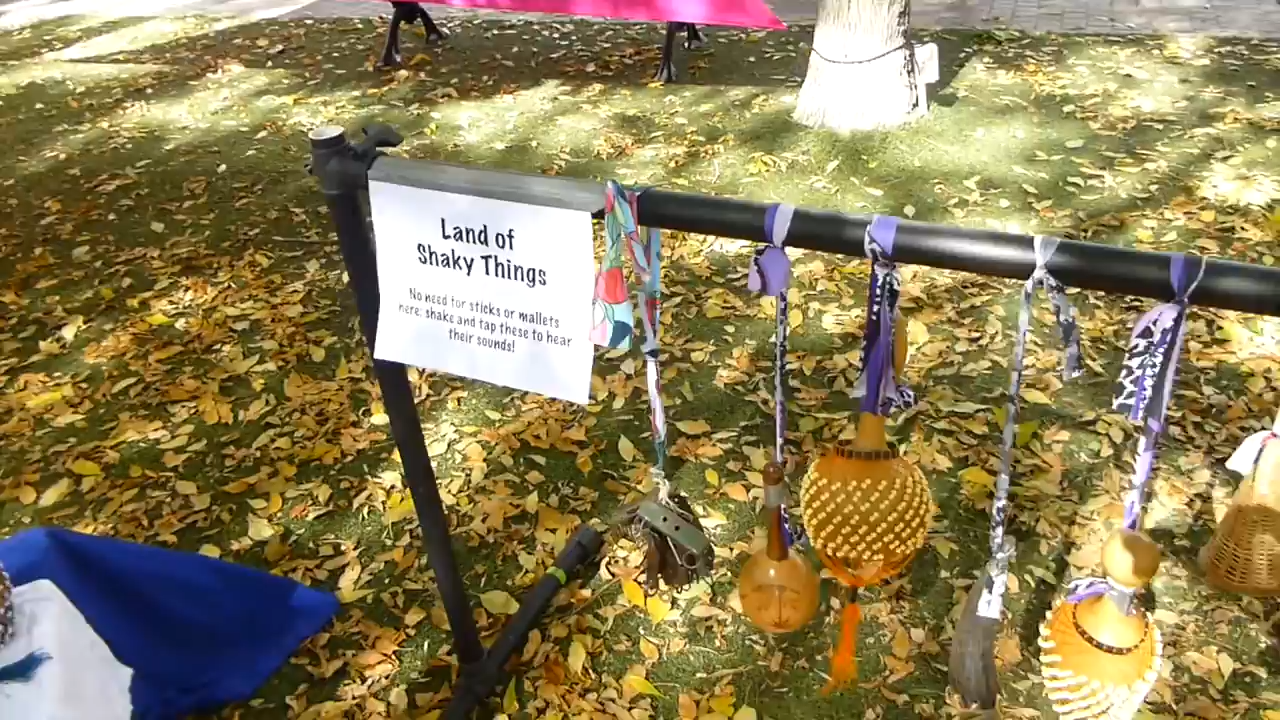 Land of
Shaky Things
No need for sticks or mallets
here: shake and tap these to hear
their sounds!